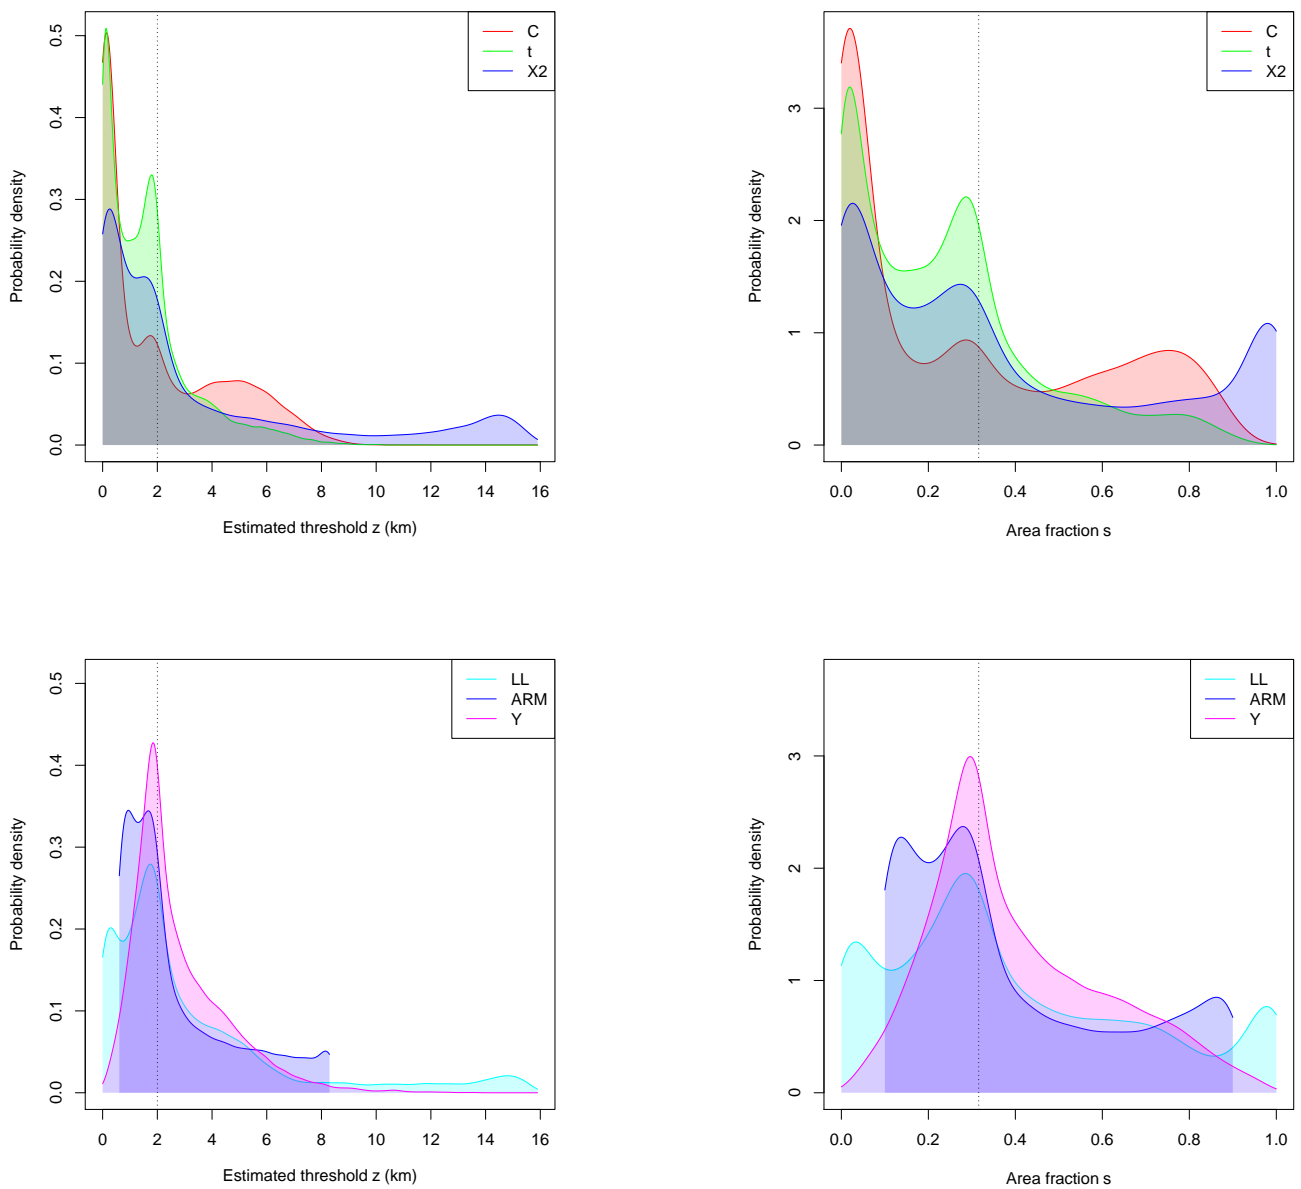 C
t
X2
Probability density
0.0 0.1 0.2 0.3 0.4 0.5
0 2 4 6 8 10 12 14 16
Estimated threshold z (km)
C
t
X2
Probability density
0 1 2 3
0.0 0.2 0.4 0.6 0.8 1.0
Area fraction s
LL
ARM
Y
Probability density
0.0 0.1 0.2 0.3 0.4 0.5
0 2 4 6 8 10 12 14 16
Estimated threshold z (km)
LL
ARM
Y
Probability density
0 1 2 3
0.0 0.2 0.4 0.6 0.8 1.0
Area fraction s